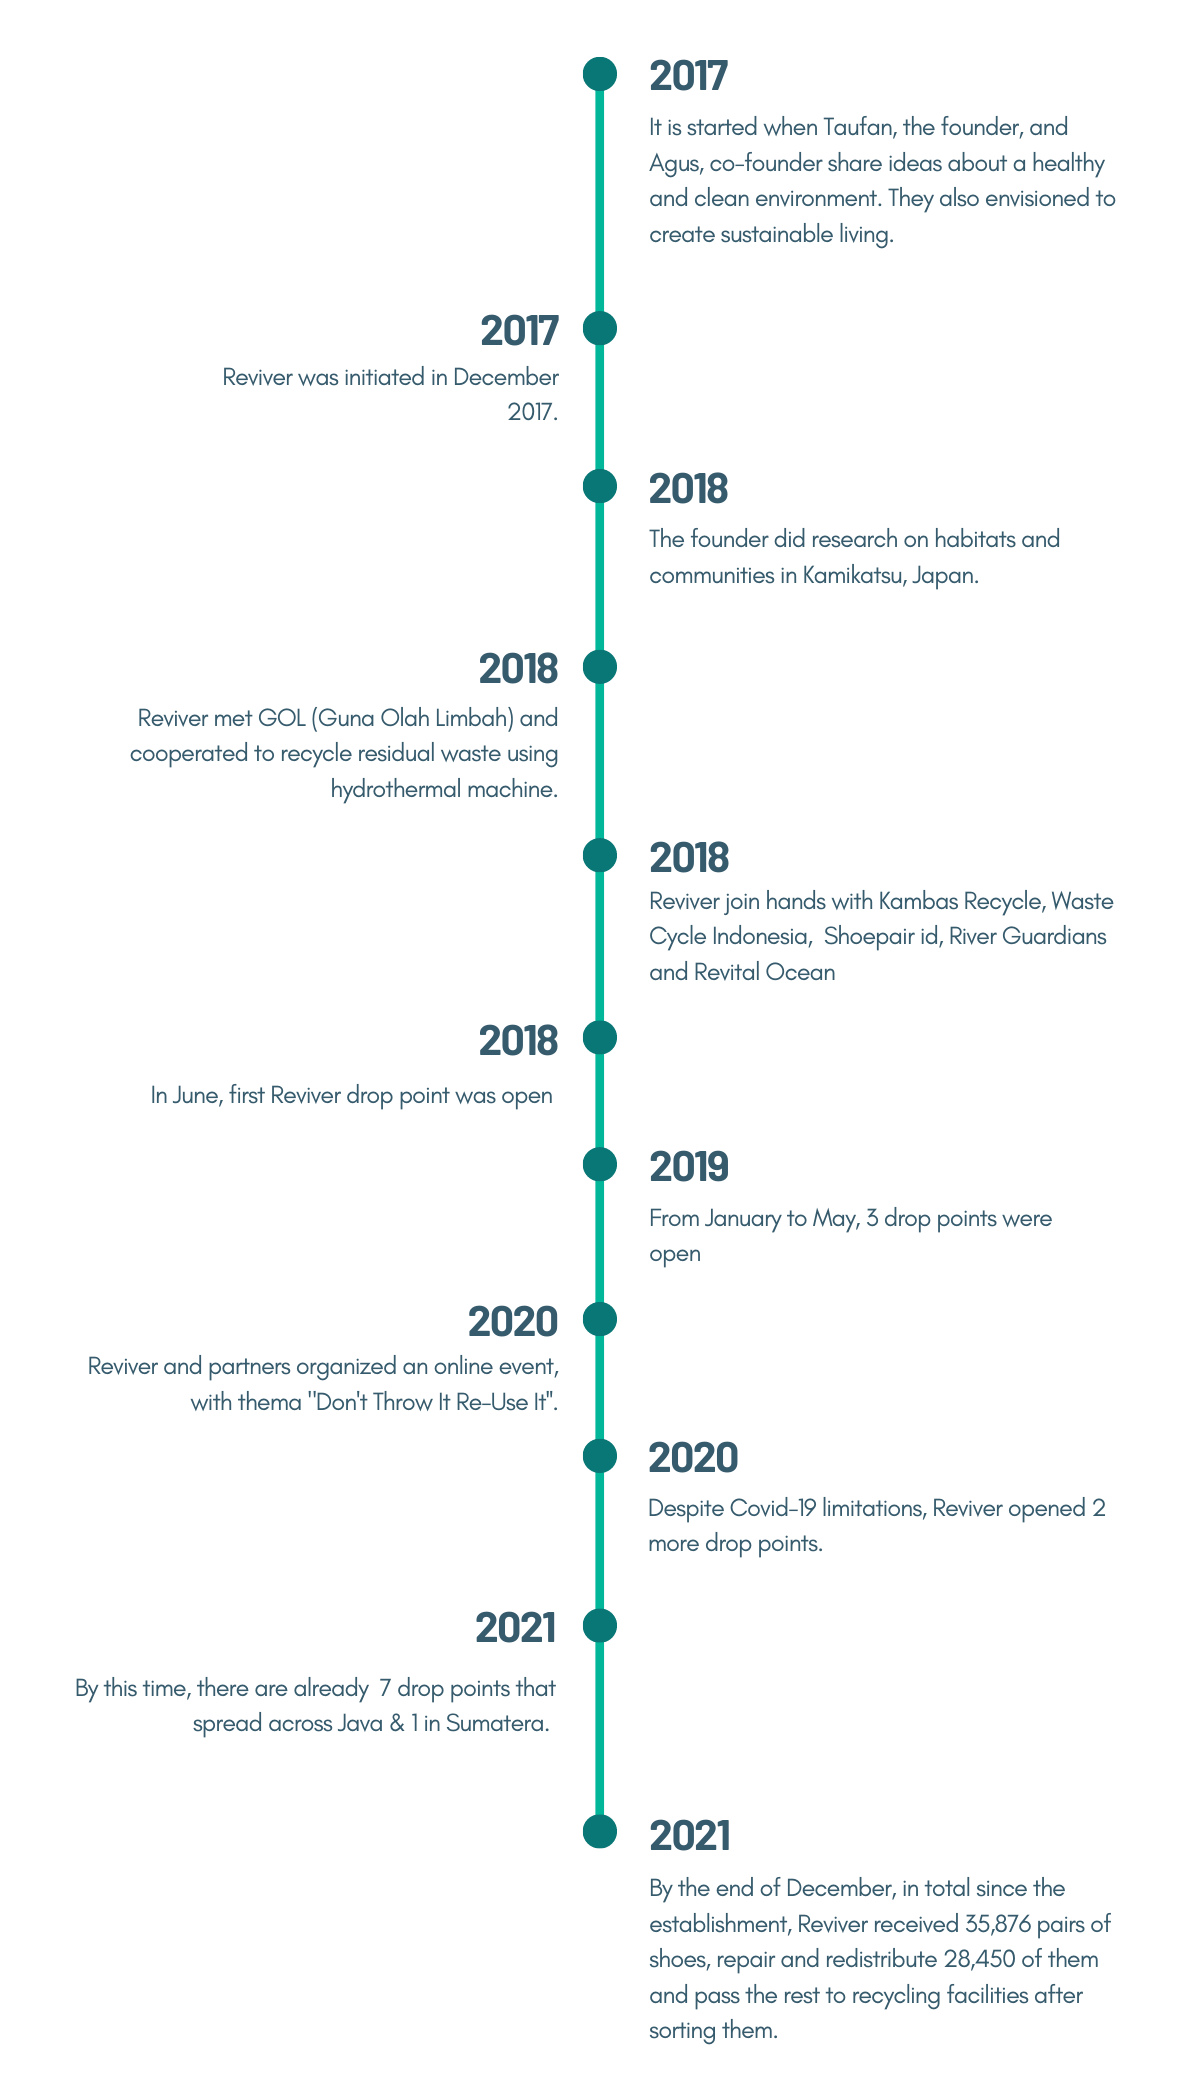 2017
It is started when Taufan, the founder, and
Agus, co-founder share ideas about a healthy
and clean environment. They also envisioned to
create sustainable living.
2017
Reviver was initiated in December
2017.
2018
The founder did research on habitats and
communities in Kamikatsu, Japan.
2018
Reviver met GOL (Guna Olah Limbah) and
cooperated to recycle residual waste using
hydrothermal machine.
2018
Reviver join hands with Kambas Recycle, Waste
Cycle Indonesia,  Shoepair id, River Guardians
and Revital Ocean
2018
In June, first Reviver drop point was open
2019
From January to May, 3 drop points were
open
2020
Reviver and partners organized an online event,
with thema "Don't Throw It Re-Use It".
2020
Despite Covid-19 limitations, Reviver opened 2
more drop points.
2021
By this time, there are already  7 drop points that
spread across Java & 1 in Sumatera.
2021
By the end of December, in total since the
establishment, Reviver received 35,876 pairs of
shoes, repair and redistribute 28,450 of them
and pass the rest to recycling facilities after
sorting them.